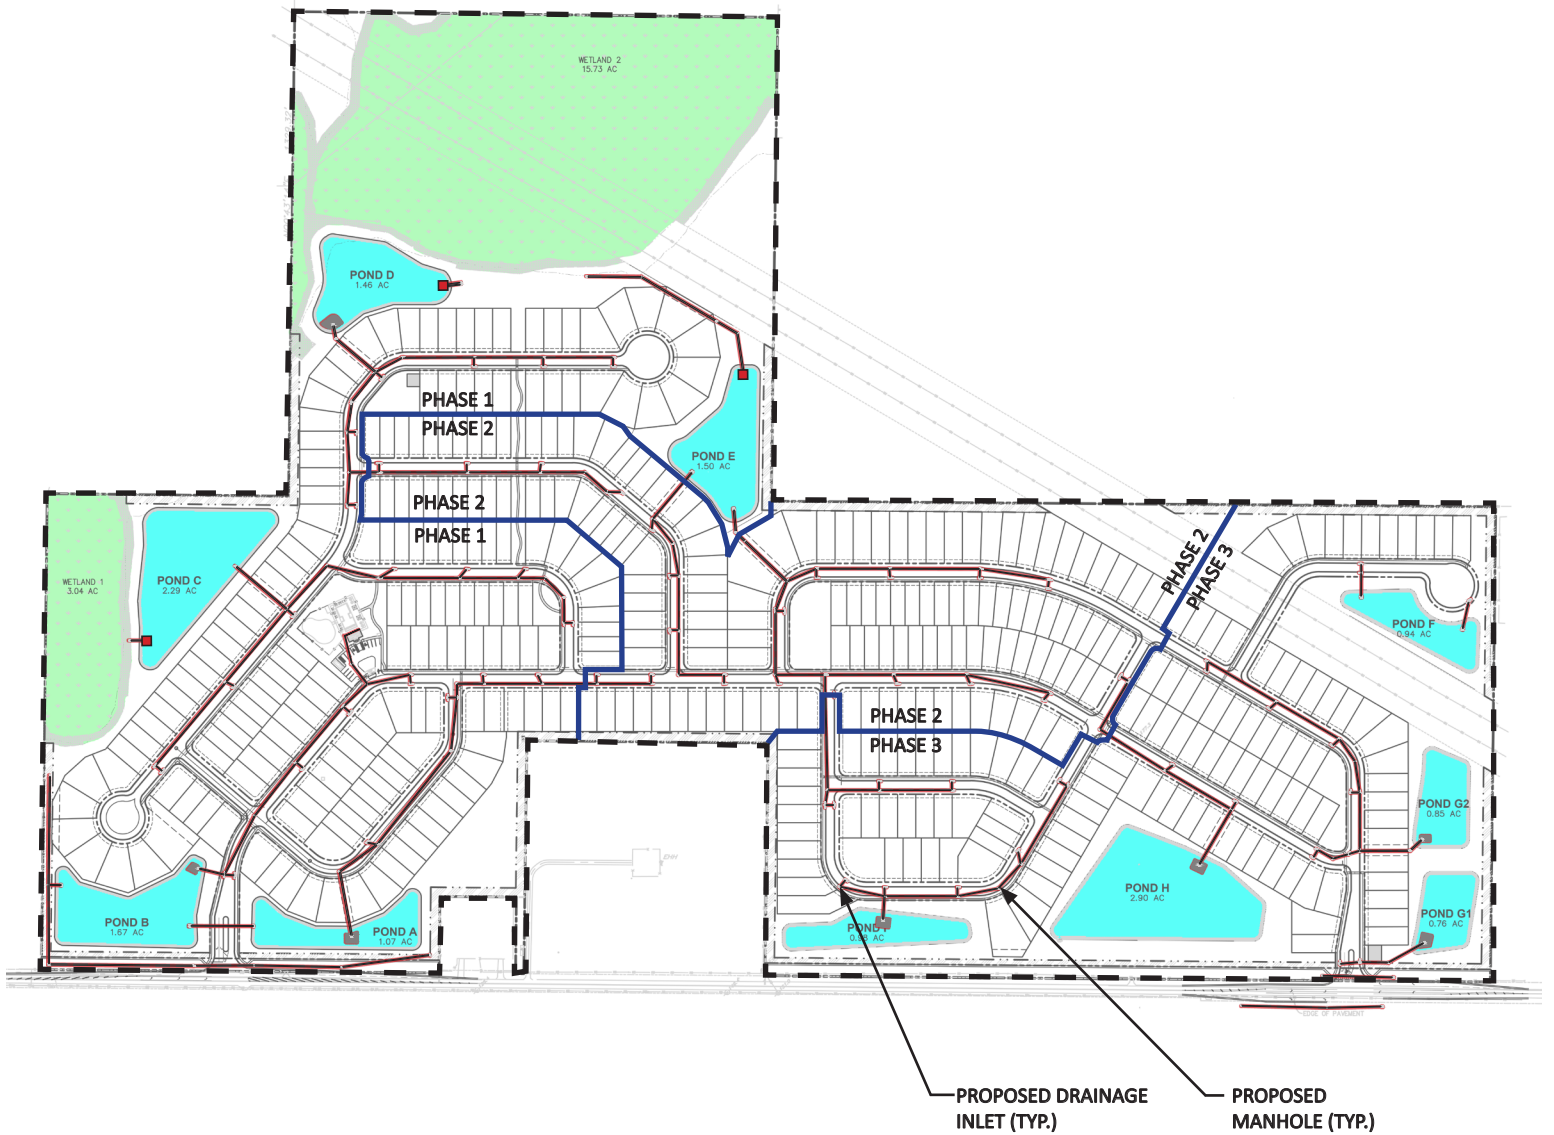 WETLAND 2
15.73 AC
POND D
1.46 AC
PHASE 1
PHASE 2
POND E
1.50 AC
PHASE 2
PHASE 1
PHASE 2
PHASE 3
WETLAND 1
3.04 AC
POND C
2.29 AC
POND F
0.94 AC
PHASE 2
PHASE 3
POND G2
0.85 AC
POND H
2.90 AC
POND G1
0.76 AC
POND B
1.67 AC
POND A
1.07 AC
POND
AC
EDGE OF PAVEMENT
PROPOSED DRAINAGE
INLET (TYP.)
PROPOSED
MANHOLE (TYP.)